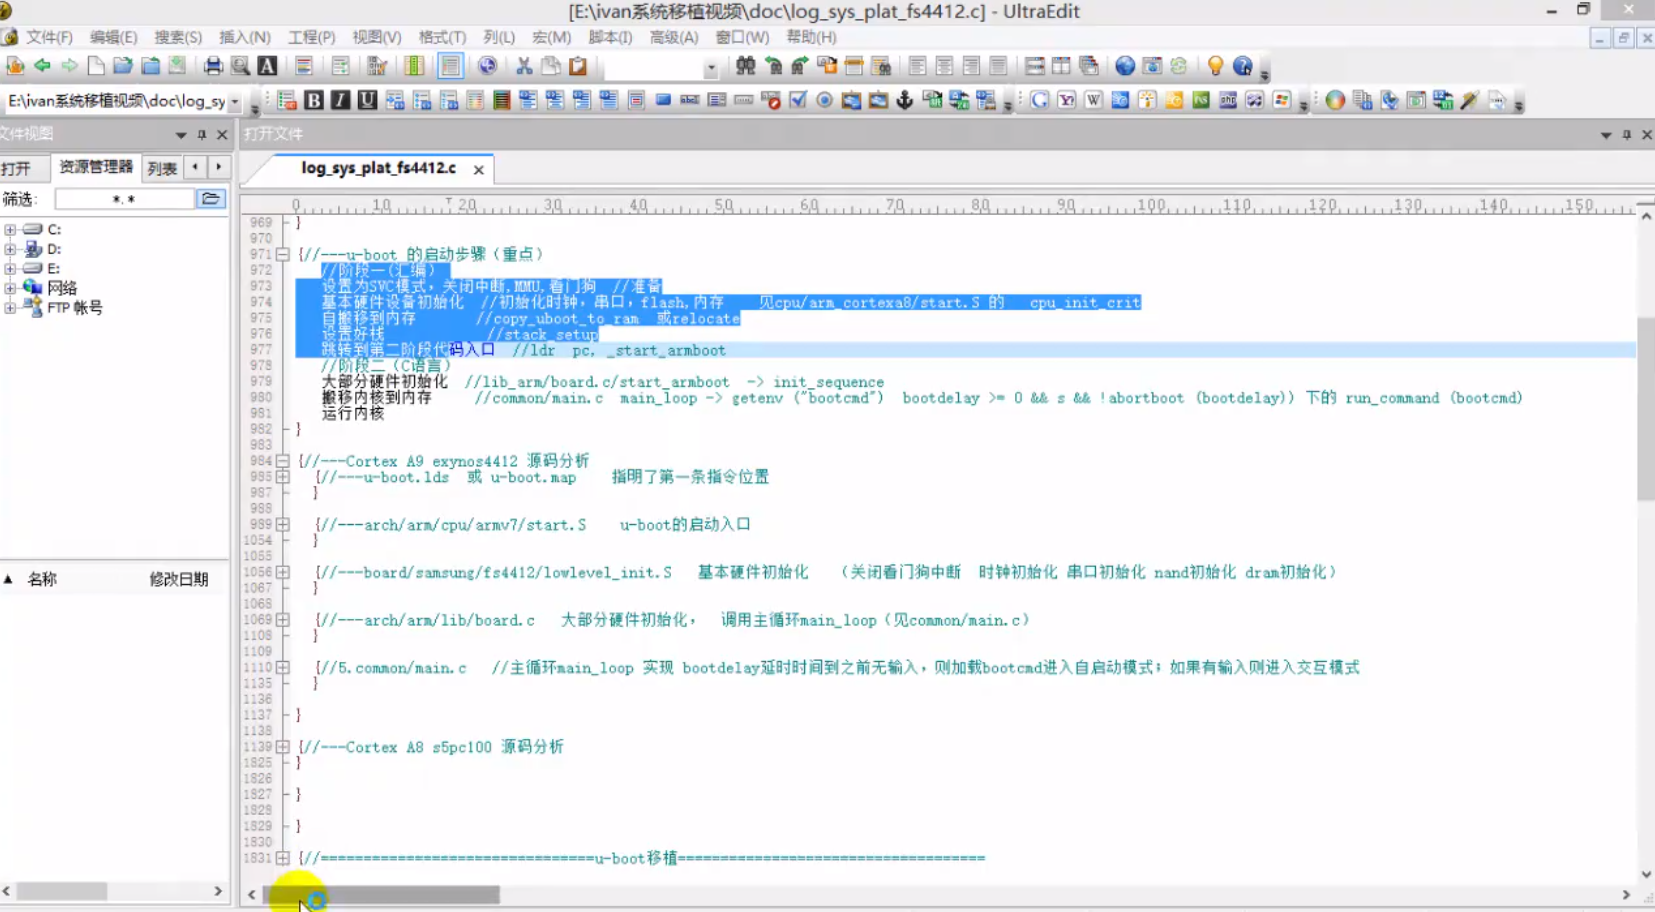 [E:\ivan系统移植视频\doc\log_sys_plat_fs4412.c] - UltraEdit
文件(F) 编辑(E) 搜索(S) 插入(N) 工程(P) 视图(V) 格式(T) 列(L) 宏(M) 脚本(I) 高级(A) 窗口(W) 帮助(H)
E:\ivan系统移植视频\doc\log_sy
文件视图
打开文件
打开 资源管理器 列表
log_sys_plat_fs4412.c
筛选: *.*
0 10 20 30 40 50 60 70 80 90 100 110 120 130 140 150
C:
D:
E:
网络
FTP 帐号
名称 修改日期
969 }
970
971 {//---u-boot 的启动步骤（重点）
972 //阶段一(汇编）
973 设置为SVC模式，关闭中断,MMU,看门狗 //准备
974 基本硬件设备初始化 //初始化时钟，串口，flash,内存 见cpu/arm_cortexa8/start.S 的 cpu_init_crit
975 自搬移到内存 //copy_uboot_to_ram 或relocate
976 设置好栈 //stack_setup
977 跳转到第二阶段代码入口 //ldr pc, _start_armboot
978 //阶段二（C语言）
979 大部分硬件初始化 //lib_arm/board.c/start_armboot -> init_sequence
980 搬移内核到内存 //common/main.c main_loop -> getenv ("bootcmd") bootdelay >= 0 && s && !abortboot (bootdelay)) 下的 run_command (bootcmd)
981 运行内核
982 }
983
984 {//---Cortex A9 exynos4412 源码分析
985 {//---u-boot.lds 或 u-boot.map 指明了第一条指令位置
987 }
988
989 {//---arch/arm/cpu/armv7/start.S u-boot的启动入口
1054 }
1055
1056 {//---board/samsung/fs4412/lowlevel_init.S 基本硬件初始化 （关闭看门狗中断 时钟初始化 串口初始化 nand初始化 dram初始化）
1067 }
1068
1069 {//---arch/arm/lib/board.c 大部分硬件初始化， 调用主循环main_loop（见common/main.c）
1108 }
1109
1110 {//5.common/main.c //主循环main_loop 实现 bootdelay延时时间到之前无输入，则加载bootcmd进入自启动模式；如果有输入则进入交互模式
1135 }
1136
1137 }
1138
1139 {//---Cortex A8 s5pc100 源码分析
1825 }
1826
1827 }
1828
1829 }
1830
1831 {//===============================u-boot移植===================================